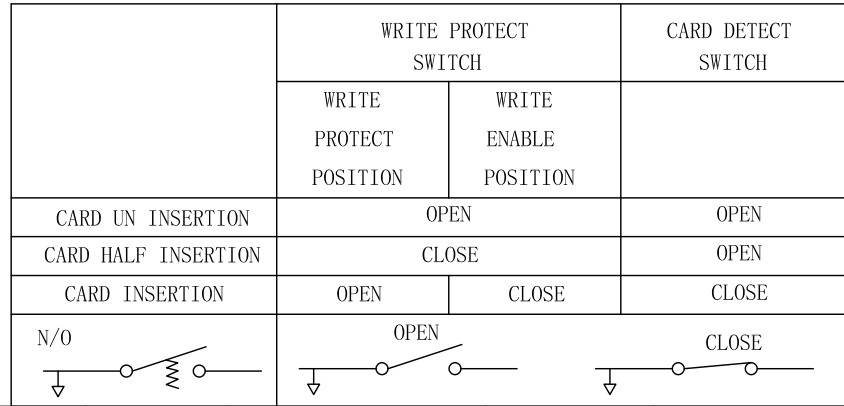 WRITE PROTECT
SWITCH
CARD DETECT
SWITCH
WRITE
PROTECT
POSITION
WRITE
ENABLE
POSITION
CARD UN INSERTION
OPEN
OPEN
CARD HALF INSERTION
CLOSE
OPEN
CARD INSERTION
OPEN
CLOSE
CLOSE
N/O
OPEN
CLOSE